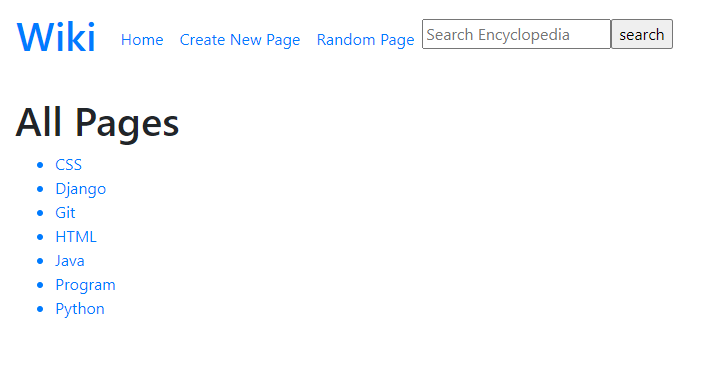 Wiki Home Create New Page Random Page Search Encyclopedia search
All Pages
CSS
Django
Git
HTML
Java
Program
Python